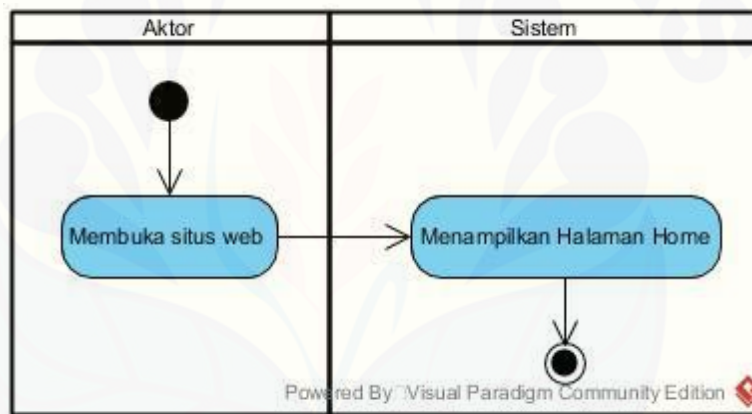 Aktor
Sistem
Membuka situs web
Menampilkan Halaman Home
Powered By Visual Paradigm Community Edition